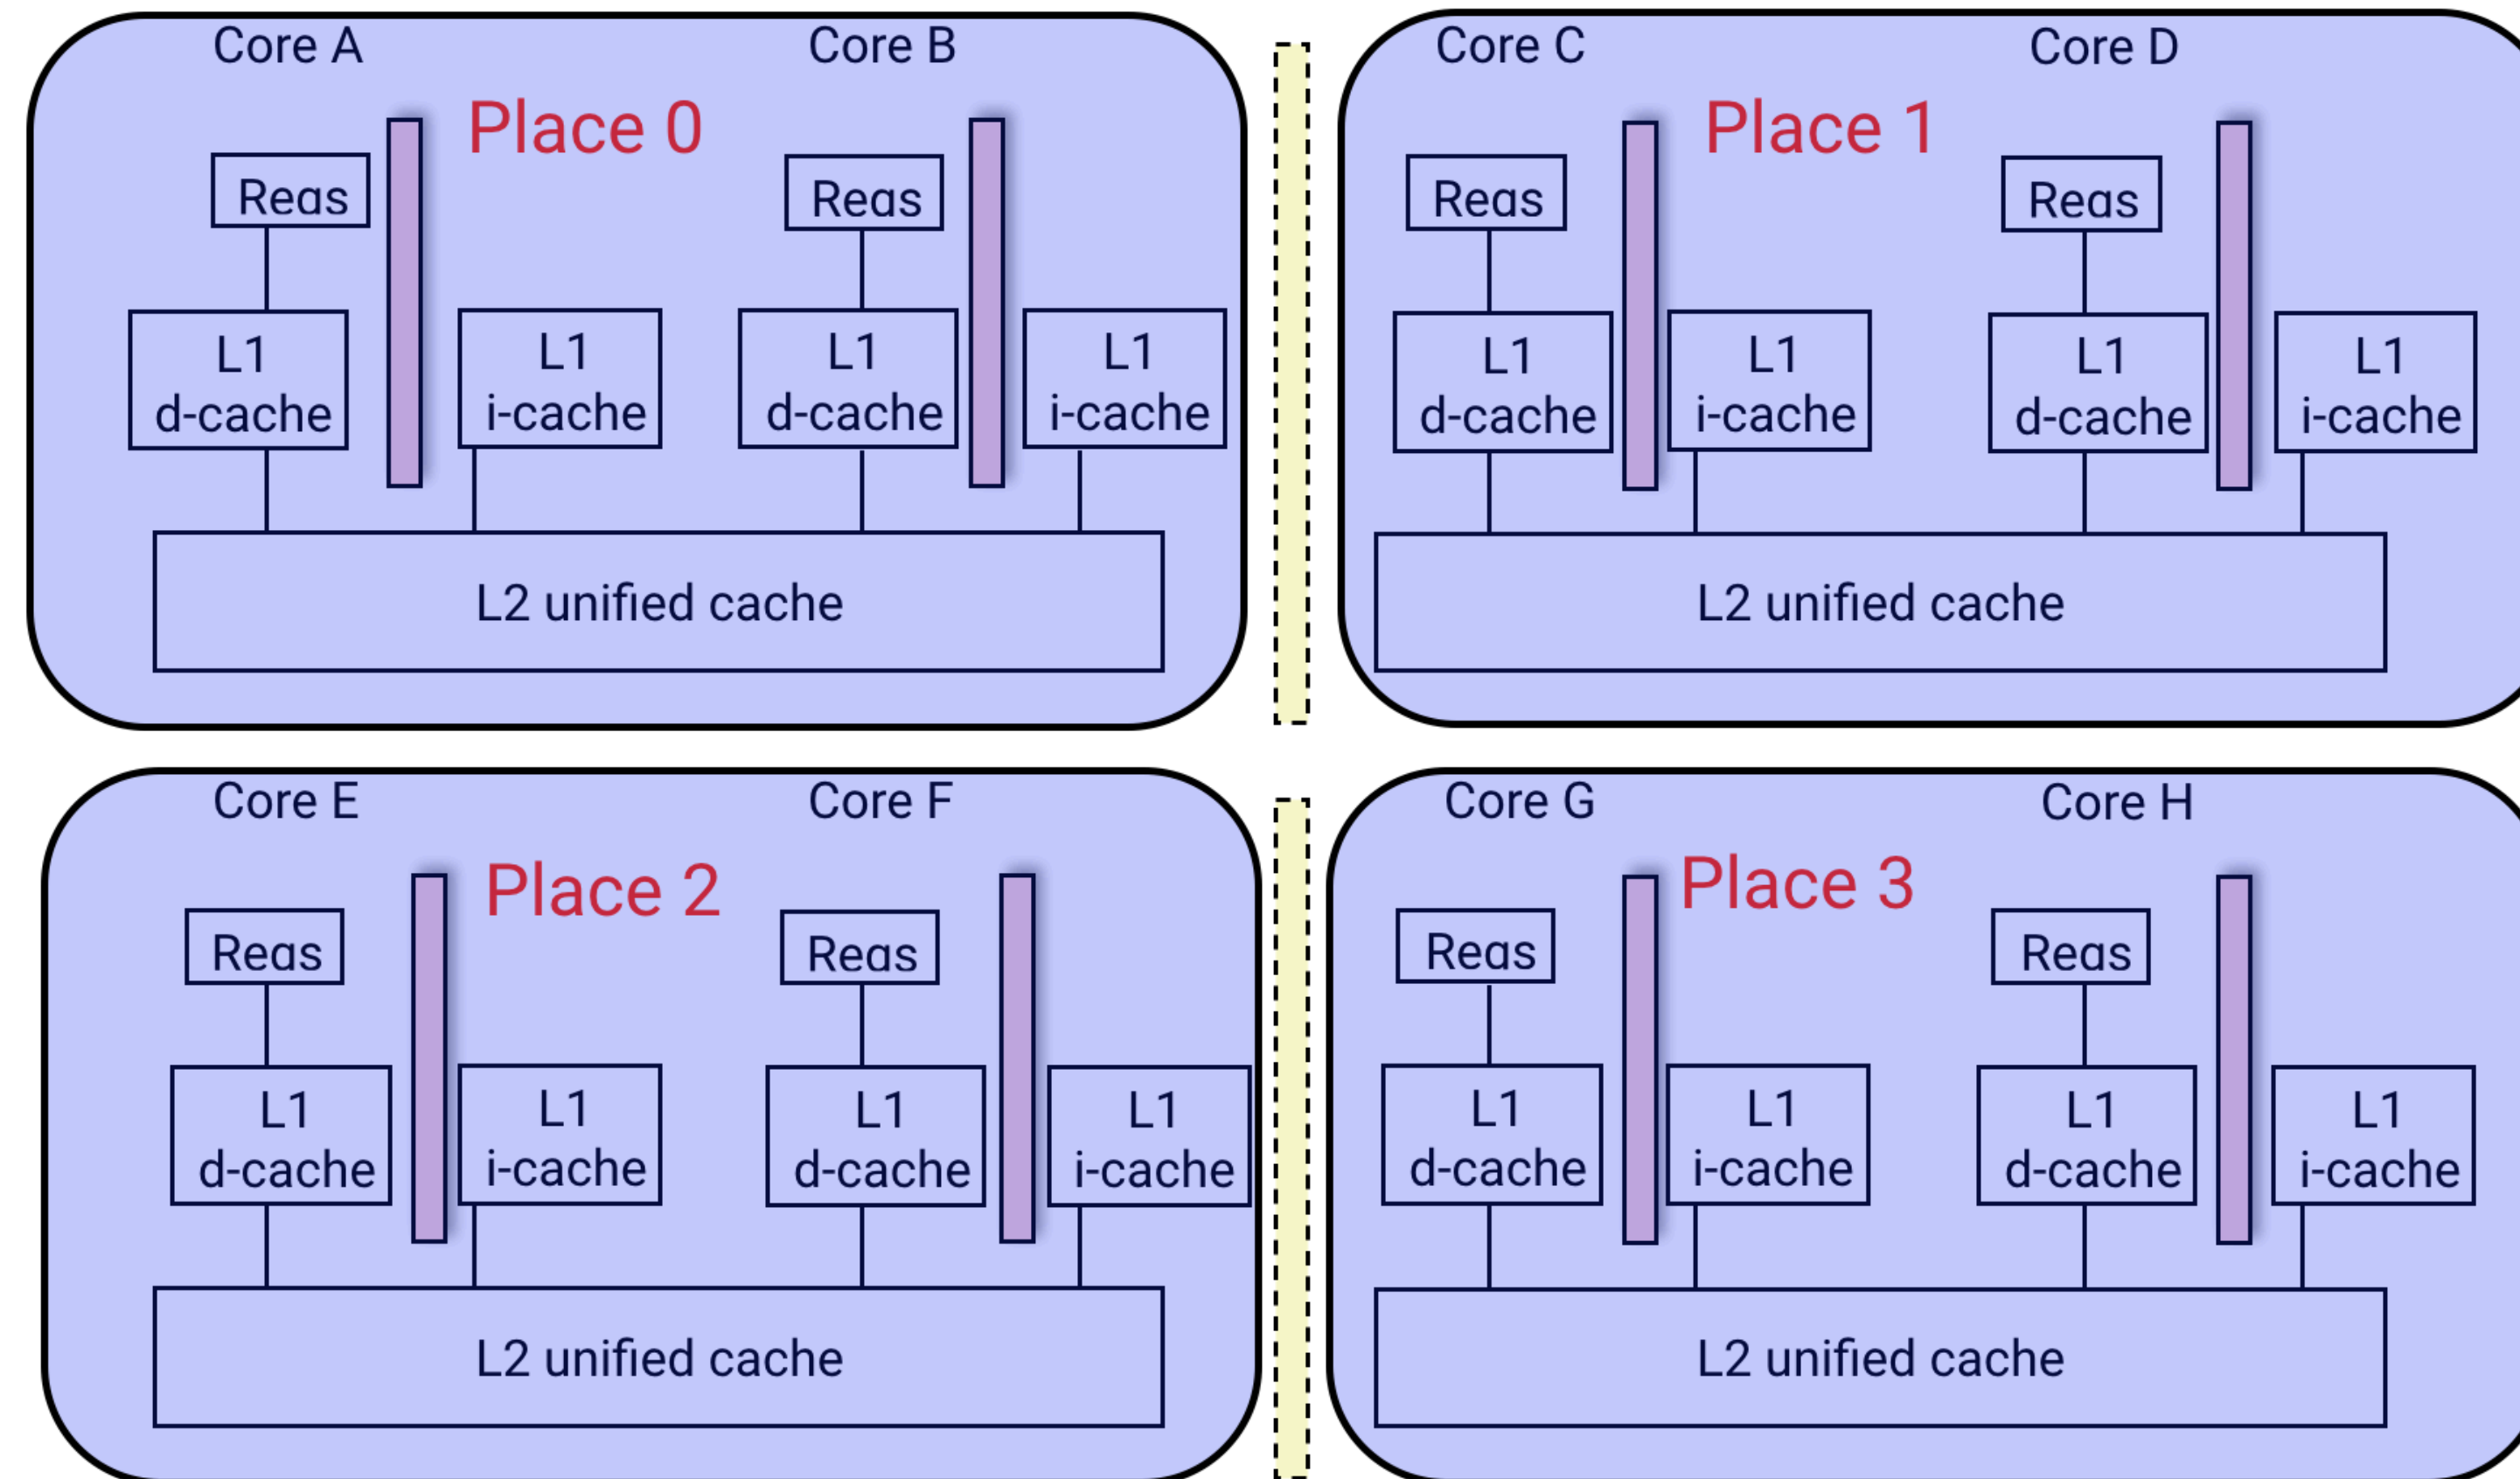 Core A
Core B
Core C
Core D
Place 0
Place 1
Regs
Regs
Regs
Regs
L1
d-cache
L1
i-cache
L1
d-cache
L1
i-cache
L1
d-cache
L1
i-cache
L1
d-cache
L1
i-cache
L2 unified cache
L2 unified cache
Core E
Core F
Core G
Core H
Place 2
Place 3
Regs
Regs
Regs
Regs
L1
d-cache
L1
i-cache
L1
d-cache
L1
i-cache
L1
d-cache
L1
i-cache
L1
d-cache
L1
i-cache
L2 unified cache
L2 unified cache